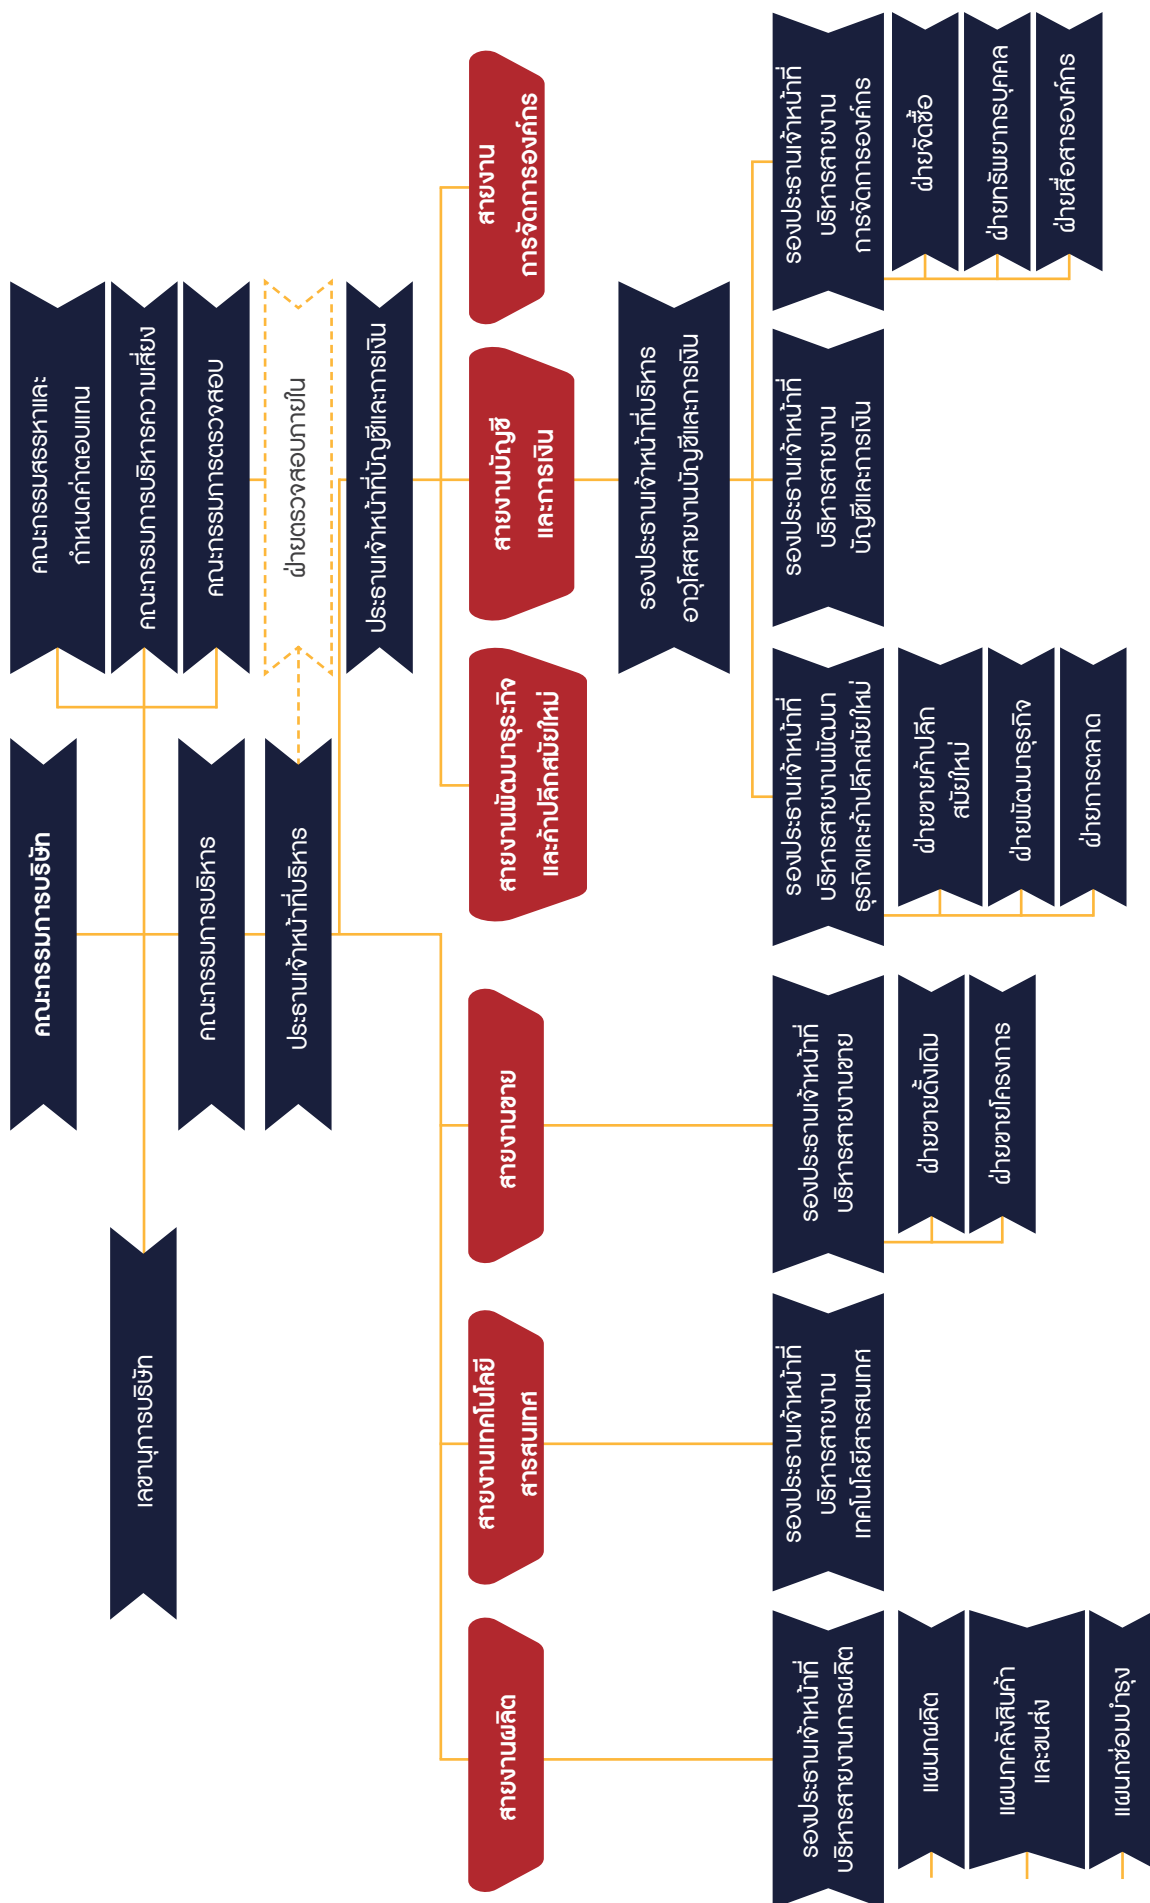 คณะกรรมการบริษัท
เลขานุการบริษัท
คณะกรรมสรรหาและ
กำหนดค่าตอบแทน
คณะกรรมการบริหารความเสี่ยง
คณะกรรมการตรวจสอบ
คณะกรรมการบริหาร
ฝ่ายตรวจสอบภายใน
ประธานเจ้าหน้าที่บริหาร
ประธานเจ้าหน้าที่บัญชีและการเงิน
สายงานผลิต
สายงานเทคโนโลยี
สารสนเทศ
สายงานขาย
สายงานพัฒนาธุระกิจ
และค้าปลีกสมัยใหม่
สายงานบัญชี
และการเงิน
สายงาน
การจัดการองค์กร
รองประธานเจ้าหน้าที่บริหาร
อาวุโสสายงานบัญชีและการเงิน
รองประธานเจ้าหน้าที่
บริหารสายงานการผลิต
รองประธานเจ้าหน้าที่
บริหารสายงาน
เทคโนโลยีสารสนเทศ
รองประธานเจ้าหน้าที่
บริหารสายงานขาย
รองประธานเจ้าหน้าที่
บริหารสายงานพัฒนา
ธุรกิจและค้าปลีกสมัยใหม่
รองประธานเจ้าหน้าที่
บริหารสายงาน
บัญชีและการเงิน
รองประธานเจ้าหน้าที่
บริหารสายงาน
การจัดการองค์กร
แผนกผลิต
แผนกคลังสินค้า
และขนส่ง
แผนกซ่อมบำรุง
ฝ่ายขายดั้งเดิม
ฝ่ายขายโครงการ
ฝ่ายขายค้าปลีก
สมัยใหม่
ฝ่ายพัฒนาธุรกิจ
ฝ่ายการตลาด
ฝ่ายจัดซื้อ
ฝ่ายทรัพยากรบุคคล
ฝ่ายสื่อสารองค์กร